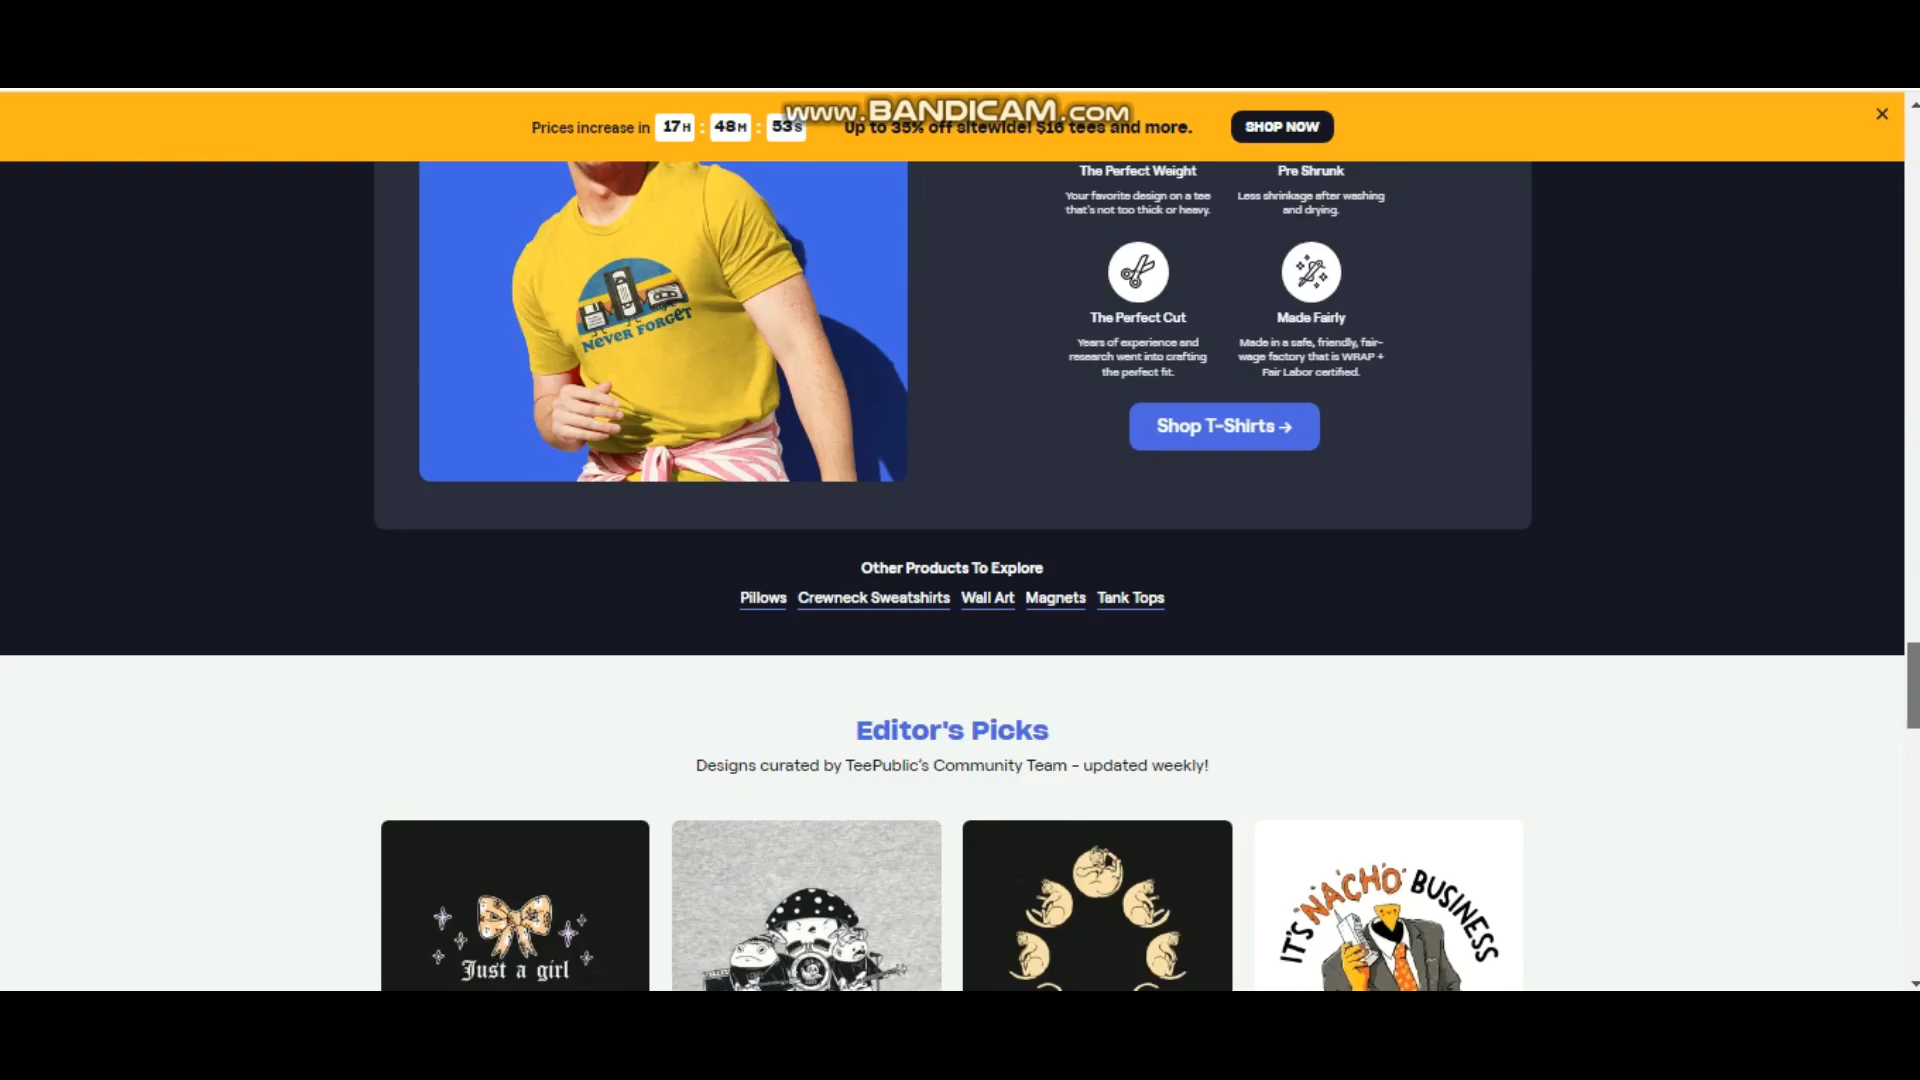 www.BANDICAM.com
Prices increase in 17H : 48M : 53S Up to 35% off sitewide! $16 tees and more. SHOP NOW
The Perfect Weight
Your favorite design on a tee
that's not too thick or heavy.
Pre Shrunk
Less shrinkage after washing
and drying.
NEVER FORGET
The Perfect Cut
Years of experience and
research went into crafting
the perfect fit.
Made Fairly
Made in a safe, friendly, fair-
wage factory that is WRAP +
Fair Labor certified.
Shop T-Shirts →
Other Products To Explore
Pillows Crewneck Sweatshirts Wall Art Magnets Tank Tops
Editor's Picks
Designs curated by TeePublic's Community Team - updated weekly!
Just a girl
IT'S NACHO BUSINESS